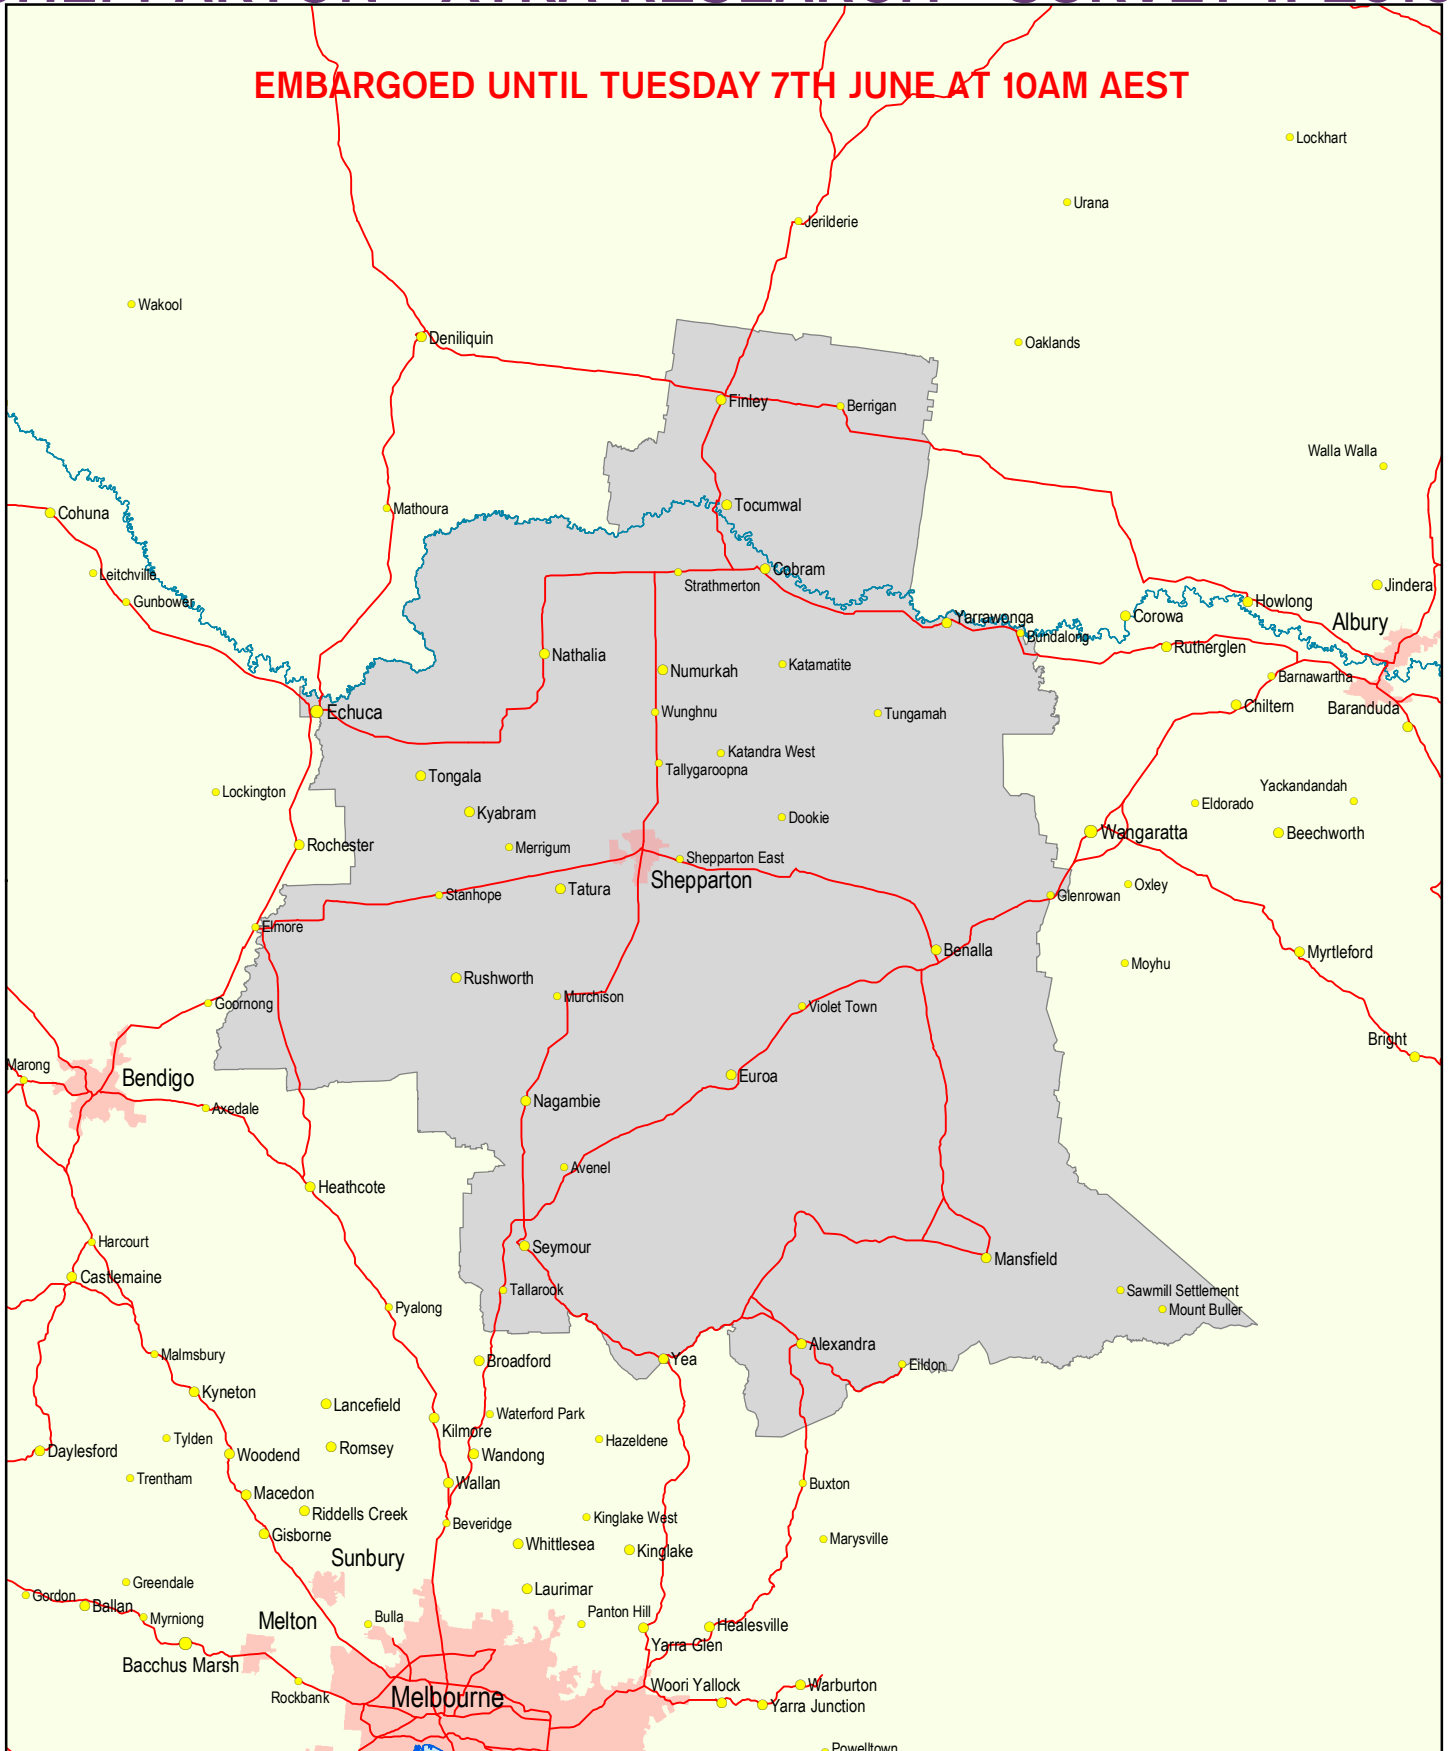 EMBARGOED UNTIL TUESDAY 7TH JUNE AT 10AM AEST
Lockhart
Urana
Jerilderie
Wakool
Deniliquin
Oaklands
Finley
Berrigan
Walla Walla
Tocumwal
Mathoura
Cohuna
Cobram
Leitchville
Strathmerton
Jindera
Gunbower
Howlong
Yarrawonga
Corowa
Albury
Bundalong
Rutherglen
Nathalia
Numurkah
Katamatite
Barnawartha
Echuca
Wunghnu
Tungamah
Chiltern
Baranduda
Katandra West
Tallygaroopna
Tongala
Lockington
Yackandandah
Eldorado
Kyabram
Dookie
Wangaratta
Beechworth
Rochester
Merrigum
Shepparton East
Shepparton
Tatura
Stanhope
Glenrowan
Oxley
Elmore
Benalla
Myrtleford
Moyhu
Rushworth
Murchison
Goornong
Violet Town
Bright
Marong
Bendigo
Euroa
Nagambie
Axedale
Avenel
Heathcote
Harcourt
Seymour
Mansfield
Castlemaine
Tallarook
Sawmill Settlement
Pyalong
Mount Buller
Alexandra
Malmsbury
Broadford
Yea
Eildon
Kyneton
Lancefield
Waterford Park
Kilmore
Tylden
Hazeldene
Daylesford
Romsey
Woodend
Wandong
Trentham
Wallan
Buxton
Macedon
Riddells Creek
Kinglake West
Beveridge
Gisborne
Marysville
Whittlesea
Kinglake
Sunbury
Greendale
Laurimar
Gordon
Ballan
Panton Hill
Myrniong
Melton
Bulla
Healesville
Yarra Glen
Bacchus Marsh
Woori Yallock
Warburton
Rockbank
Melbourne
Yarra Junction
Powelltown